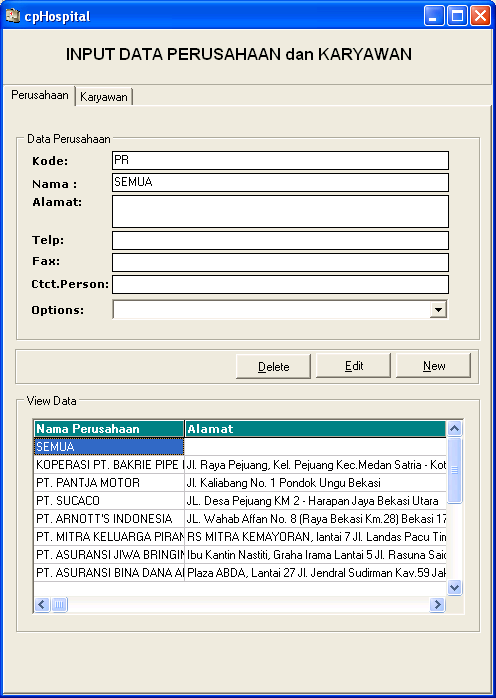 cpHospital
INPUT DATA PERUSAHAAN dan KARYAWAN
Perusahaan Karyawan
Data Perusahaan
Kode: PR
Nama : SEMUA
Alamat:
Telp:
Fax:
Ctct.Person:
Options:
Delete Edit New
View Data
Nama Perusahaan Alamat
SEMUA
KOPERASI PT. BAKRIE PIPE Jl. Raya Pejuang, Kel. Pejuang Kec.Medan Satria - Kot
PT. PANTJA MOTOR Jl. Kaliabang No. 1 Pondok Ungu Bekasi
PT. SUCACO JL. Desa Pejuang KM 2 - Harapan Jaya Bekasi Utara
PT. ARNOTT'S INDONESIA JL. Wahab Affan No. 8 (Raya Bekasi Km.28) Bekasi 17
PT. MITRA KELUARGA PIRAM RS MITRA KEMAYORAN, lantai 7 Jl. Landas Pacu Tim
PT. ASURANSI JIWA BRINGIN Ibu Kantin Nastiti, Graha Irama Lantai 5 Jl. Rasuna Said
PT. ASURANSI BINA DANA Plaza ABDA, Lantai 27 Jl. Jendral Sudirman Kav.59 Jak